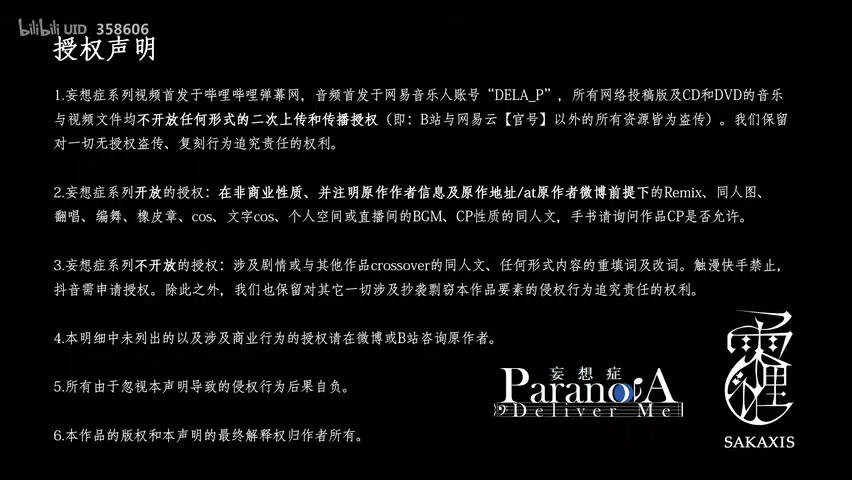 bilibili UID 358606
授权声明
1.妄想症系列视频首发于哔哩哔哩弹幕网，音频首发于网易音乐人账号“DELA_P”，所有网络投稿版及CD和DVD的音乐
与视频文件均不开放任何形式的二次上传和传播授权（即：B站与网易云【官号】以外的所有资源皆为盗传）。我们保留
对一切无授权盗传、复刻行为追究责任的权利。
2.妄想症系列开放的授权：在非商业性质、并注明原作作者信息及原作地址/at原作者微博前提下的Remix、同人图、
翻唱、编舞、橡皮章、cos、文字cos、个人空间或直播间的BGM、CP性质的同人文，手书请询问作品CP是否允许。
3.妄想症系列不开放的授权：涉及剧情或与其他作品crossover的同人文、任何形式内容的重填词及改词。触漫快手禁止，
抖音需申请授权。除此之外，我们也保留对其它一切涉及抄袭剽窃本作品要素的侵权行为追究责任的权利。
4.本明细中未列出的以及涉及商业行为的授权请在微博或B站咨询原作者。
5.所有由于忽视本声明导致的侵权行为后果自负。
6.本作品的版权和本声明的最终解释权归作者所有。
妄想症
ParanoiA
Deliver Me
SAKAXIS